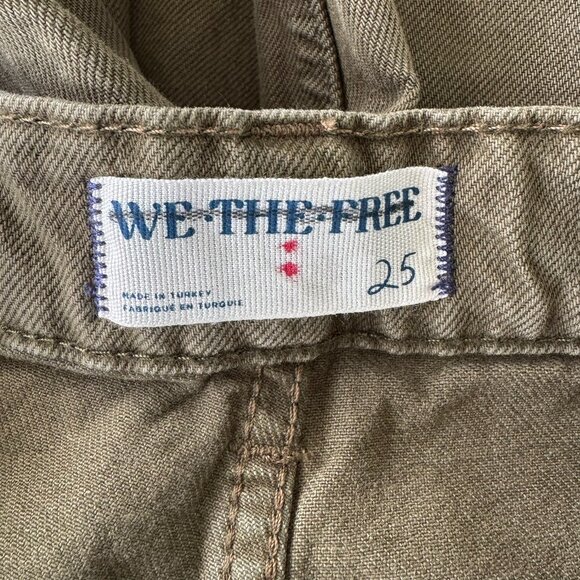 WE·THE·FREE
25
MADE IN TURKEY
FABRIQUÉ EN TURQUIE